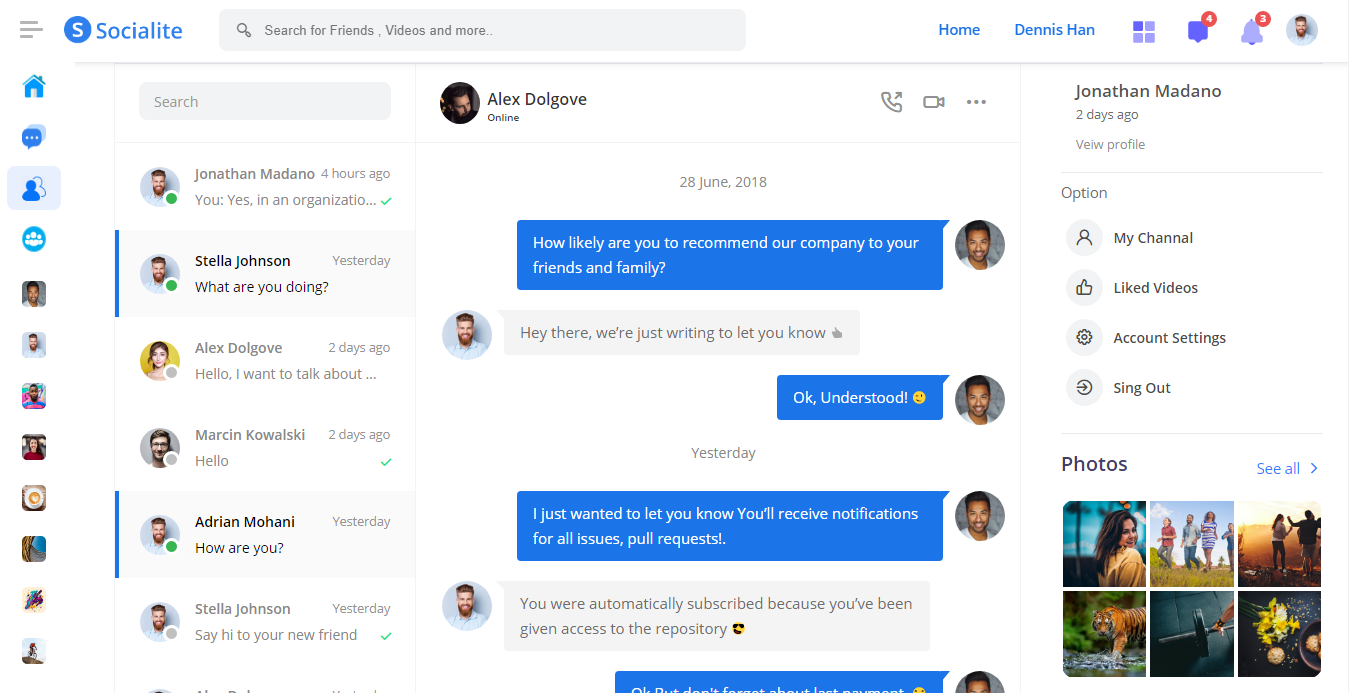 S Socialite
Search for Friends , Videos and more..
Home
Dennis Han
4
3
Search
Jonathan Madano 4 hours ago
You: Yes, in an organizatio...
Stella Johnson Yesterday
What are you doing?
Alex Dolgove 2 days ago
Hello, I want to talk about ...
Marcin Kowalski 2 days ago
Hello
Adrian Mohani Yesterday
How are you?
Stella Johnson Yesterday
Say hi to your new friend
Alex Dolgove
Online
28 June, 2018
How likely are you to recommend our company to your
friends and family?
Hey there, we’re just writing to let you know
Ok, Understood! 🙂
Yesterday
I just wanted to let you know You’ll receive notifications
for all issues, pull requests!.
You were automatically subscribed because you’ve been
given access to the repository 😎
Ok But don't forget about last payment.
Jonathan Madano
2 days ago
Veiw profile
Option
My Channal
Liked Videos
Account Settings
Sing Out
Photos
See all